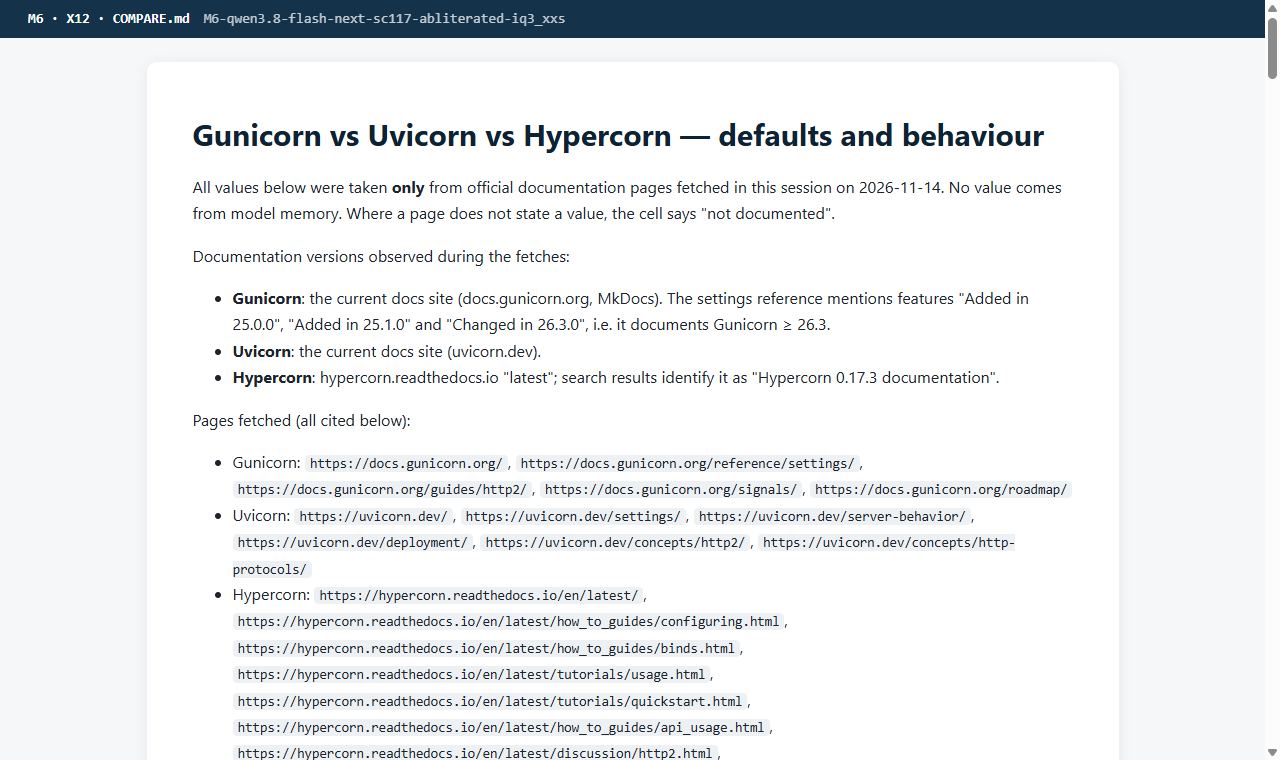 M6 • X12 • COMPARE.md M6-qwen3.8-flash-next-sc117-abliterated-iq3_xxs
Gunicorn vs Uvicorn vs Hypercorn — defaults and behaviour
All values below were taken only from official documentation pages fetched in this session on 2026-11-14. No value comes
from model memory. Where a page does not state a value, the cell says "not documented".
Documentation versions observed during the fetches:
• Gunicorn: the current docs site (docs.gunicorn.org, MkDocs). The settings reference mentions features "Added in
25.0.0", "Added in 25.1.0" and "Changed in 26.3.0", i.e. it documents Gunicorn ≥ 26.3.
• Uvicorn: the current docs site (uvicorn.dev).
• Hypercorn: hypercorn.readthedocs.io "latest"; search results identify it as "Hypercorn 0.17.3 documentation".
Pages fetched (all cited below):
• Gunicorn: https://docs.gunicorn.org/ , https://docs.gunicorn.org/reference/settings/ ,
https://docs.gunicorn.org/guides/http2/ , https://docs.gunicorn.org/signals/ , https://docs.gunicorn.org/roadmap/
• Uvicorn: https://uvicorn.dev/ , https://uvicorn.dev/settings/ , https://uvicorn.dev/server-behavior/ ,
https://uvicorn.dev/deployment/ , https://uvicorn.dev/concepts/http2/ , https://uvicorn.dev/concepts/http-
protocols/
• Hypercorn: https://hypercorn.readthedocs.io/en/latest/ ,
https://hypercorn.readthedocs.io/en/latest/how_to_guides/configuring.html ,
https://hypercorn.readthedocs.io/en/latest/how_to_guides/binds.html ,
https://hypercorn.readthedocs.io/en/latest/tutorials/usage.html ,
https://hypercorn.readthedocs.io/en/latest/tutorials/quickstart.html ,
https://hypercorn.readthedocs.io/en/latest/how_to_guides/api_usage.html ,
https://hypercorn.readthedocs.io/en/latest/discussion/http2.html ,